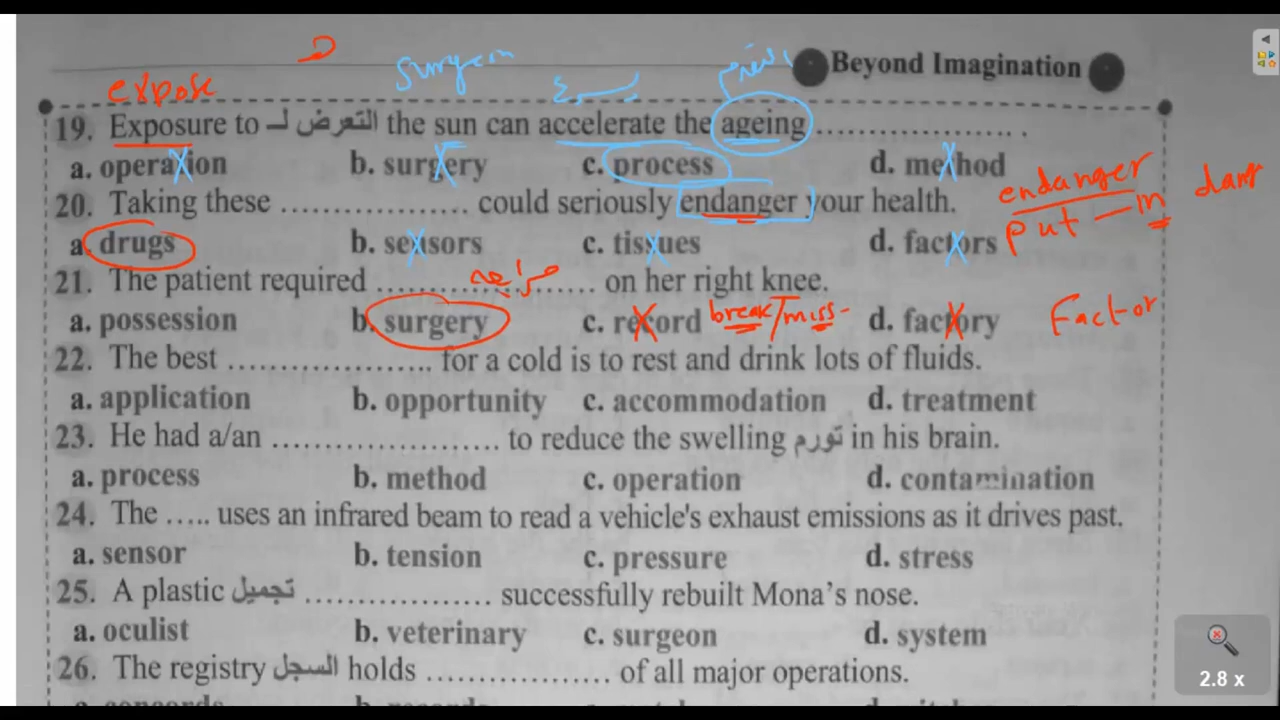 surgeon
expose
Beyond Imagination
19. Exposure to التعرض لـ the sun can accelerate the ageing ....................
a. operation b. surgery c. process d. method
endanger
put — in
20. Taking these .................... could seriously endanger your health.
a. drugs b. sensors c. tissues d. factors
21. The patient required جراحة .................... on her right knee.
a. possession b. surgery c. record break/miss d. factory Factor
22. The best .................... for a cold is to rest and drink lots of fluids.
a. application b. opportunity c. accommodation d. treatment
23. He had a/an .................... to reduce the swelling تورم in his brain.
a. process b. method c. operation d. contamination
24. The ..... uses an infrared beam to read a vehicle's exhaust emissions as it drives past.
a. sensor b. tension c. pressure d. stress
25. A plastic تجميل .................... successfully rebuilt Mona's nose.
a. oculist b. veterinary c. surgeon d. system
26. The registry السجل holds .................... of all major operations.
2.8 x